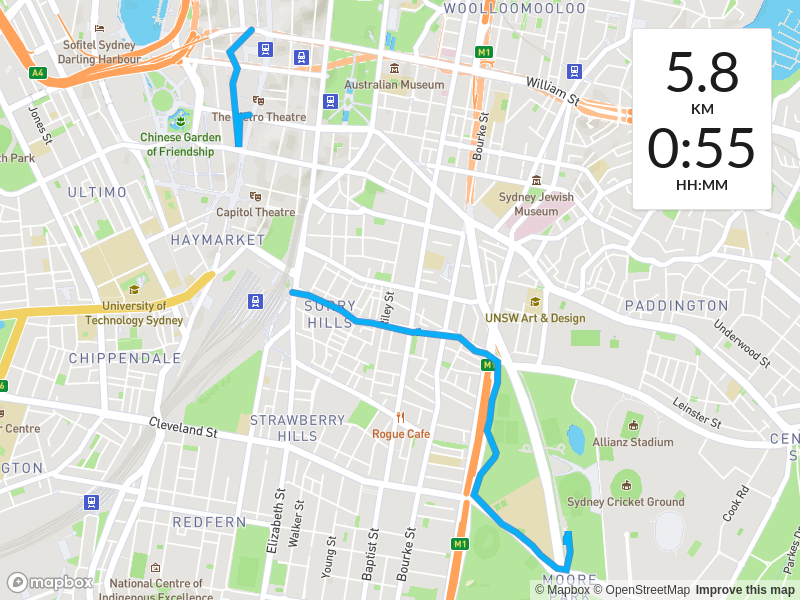 WOOLLOOMOOLOO
Sofitel Sydney
Darling Harbour
M1
A4
Australian Museum
William St
5.8
KM
0:55
HH:MM
Jones St
The Metro Theatre
Chinese Garden
of Friendship
Bourke St
th Park
ULTIMO
Capitol Theatre
Sydney Jewish
Museum
HAYMARKET
University of
Technology Sydney
SURRY
HILLS
Riley St
UNSW Art & Design
PADDINGTON
Underwood St
CHIPPENDALE
M1
6
Leinster St
r Centre
Cleveland St
STRAWBERRY
HILLS
Rogue Cafe
Allianz Stadium
CEN
S
NGTON
Sydney Cricket Ground
Cook Rd
REDFERN
Elizabeth St
Walker St
Young St
Baptist St
Bourke St
M1
Parkes D
National Centre of
Indigenous Excellence
MOORE
PARK
mapbox
© Mapbox © OpenStreetMap Improve this map